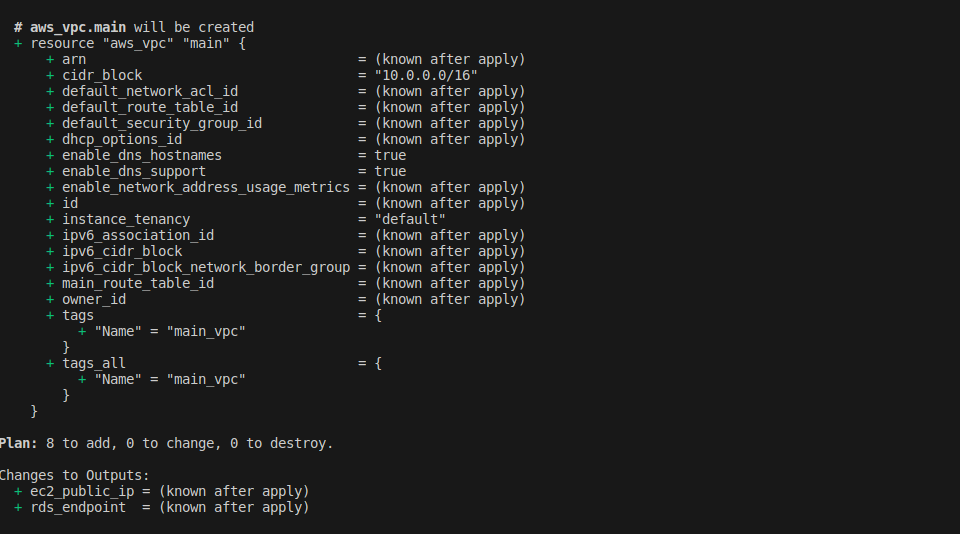 # aws_vpc.main will be created
+ resource "aws_vpc" "main" {
+ arn = (known after apply)
+ cidr_block = "10.0.0.0/16"
+ default_network_acl_id = (known after apply)
+ default_route_table_id = (known after apply)
+ default_security_group_id = (known after apply)
+ dhcp_options_id = (known after apply)
+ enable_dns_hostnames = true
+ enable_dns_support = true
+ enable_network_address_usage_metrics = (known after apply)
+ id = (known after apply)
+ instance_tenancy = "default"
+ ipv6_association_id = (known after apply)
+ ipv6_cidr_block = (known after apply)
+ ipv6_cidr_block_network_border_group = (known after apply)
+ main_route_table_id = (known after apply)
+ owner_id = (known after apply)
+ tags = {
+ "Name" = "main_vpc"
}
+ tags_all = {
+ "Name" = "main_vpc"
}
}
Plan: 8 to add, 0 to change, 0 to destroy.
Changes to Outputs:
+ ec2_public_ip = (known after apply)
+ rds_endpoint = (known after apply)